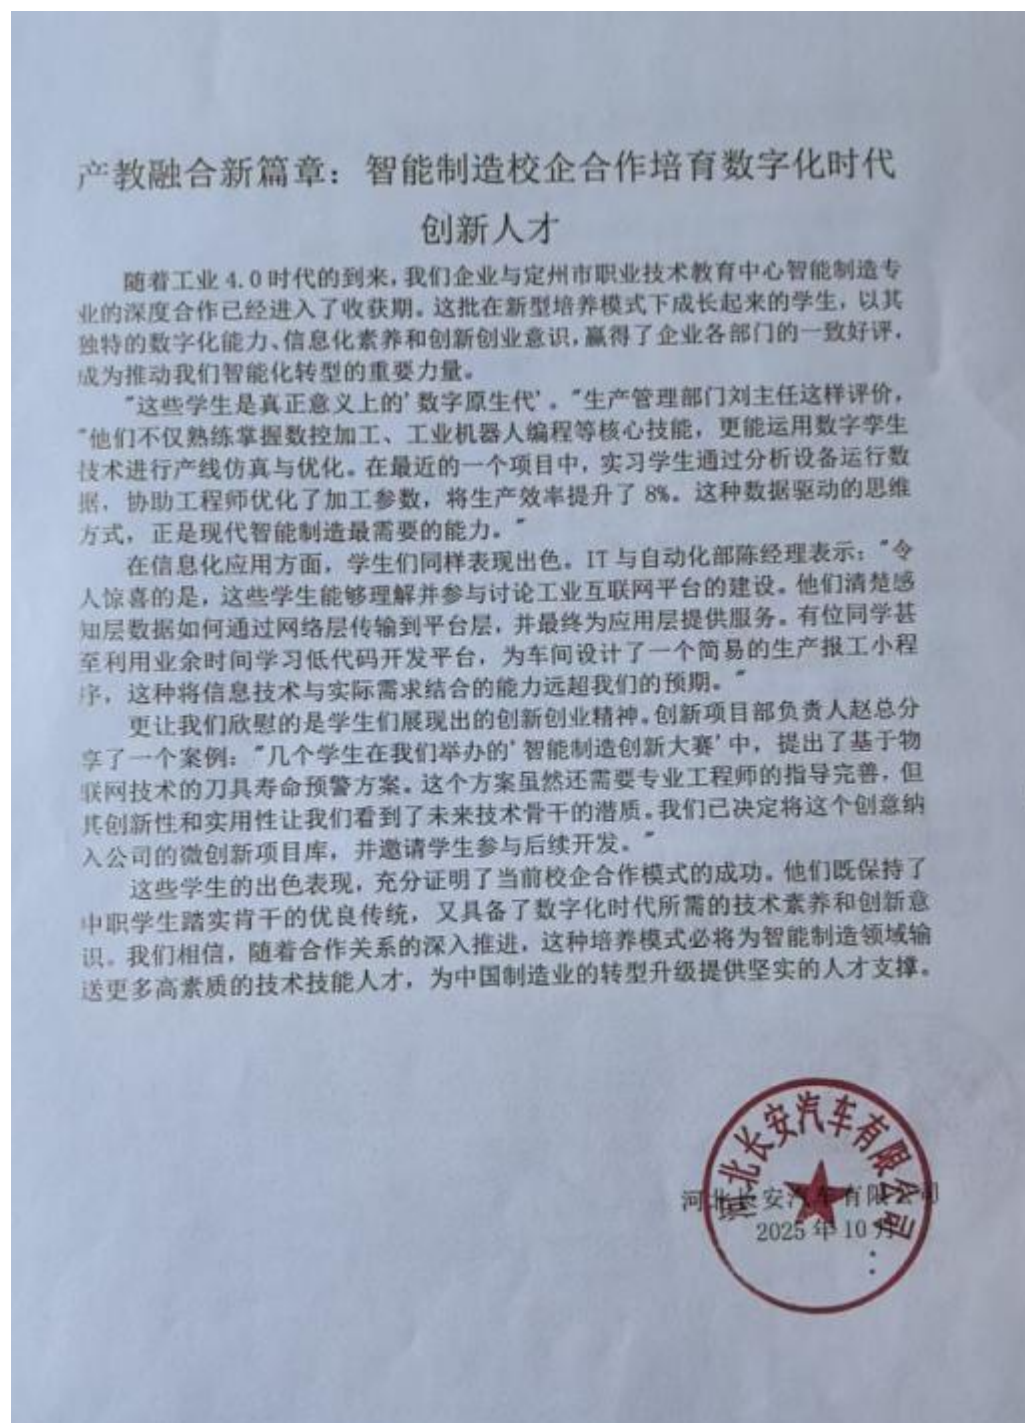 产教融合新篇章：智能制造校企合作培育数字化时代
创新人才
随着工业 4.0 时代的到来，我们企业与定州市职业技术教育中心智能制造专
业的深度合作已经进入了收获期。这批在新型培养模式下成长起来的学生，以其
独特的数字化能力、信息化素养和创新创业意识，赢得了企业各部门的一致好评，
成为推动我们智能化转型的重要力量。
"这些学生是真正意义上的'数字原生代'。"生产管理部门刘主任这样评价，
"他们不仅熟练掌握数控加工、工业机器人编程等核心技能，更能运用数字孪生
技术进行产线仿真与优化。在最近的一个项目中，实习学生通过分析设备运行数
据，协助工程师优化了加工参数，将生产效率提升了 8%。这种数据驱动的思维
方式，正是现代智能制造最需要的能力。"
在信息化应用方面，学生们同样表现出色。IT 与自动化部陈经理表示："令
人惊喜的是，这些学生能够理解并参与讨论工业互联网平台的建设。他们清楚感
知层数据如何通过网络层传输到平台层，并最终为应用层提供服务。有位同学甚
至利用业余时间学习低代码开发平台，为车间设计了一个简易的生产报工小程
序，这种将信息技术与实际需求结合的能力远超我们的预期。"
更让我们欣慰的是学生们展现出的创新创业精神。创新项目部负责人赵总分
享了一个案例："几个学生在我们举办的'智能制造创新大赛'中，提出了基于物
联网技术的刀具寿命预警方案。这个方案虽然还需要专业工程师的指导完善，但
其创新性和实用性让我们看到了未来技术骨干的潜质。我们已决定将这个创意纳
入公司的微创新项目库，并邀请学生参与后续开发。"
这些学生的出色表现，充分证明了当前校企合作模式的成功。他们既保持了
中职学生踏实肯干的优良传统，又具备了数字化时代所需的技术素养和创新意
识。我们相信，随着合作关系的深入推进，这种培养模式必将为智能制造领域输
送更多高素质的技术技能人才，为中国制造业的转型升级提供坚实的人才支撑。
河北长安汽车有限公司
河北长安汽车有限公司
2025 年 10 月